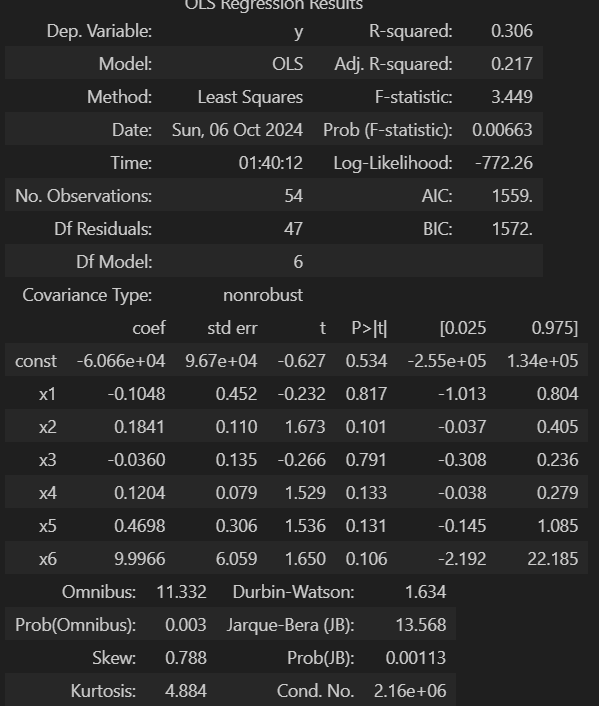 OLS Regression Results
Dep. Variable: y R-squared: 0.306
Model: OLS Adj. R-squared: 0.217
Method: Least Squares F-statistic: 3.449
Date: Sun, 06 Oct 2024 Prob (F-statistic): 0.00663
Time: 01:40:12 Log-Likelihood: -772.26
No. Observations: 54 AIC: 1559.
Df Residuals: 47 BIC: 1572.
Df Model: 6
Covariance Type: nonrobust
coef std err t P>|t| [0.025 0.975]
const -6.066e+04 9.67e+04 -0.627 0.534 -2.55e+05 1.34e+05
x1 -0.1048 0.452 -0.232 0.817 -1.013 0.804
x2 0.1841 0.110 1.673 0.101 -0.037 0.405
x3 -0.0360 0.135 -0.266 0.791 -0.308 0.236
x4 0.1204 0.079 1.529 0.133 -0.038 0.279
x5 0.4698 0.306 1.536 0.131 -0.145 1.085
x6 9.9966 6.059 1.650 0.106 -2.192 22.185
Omnibus: 11.332 Durbin-Watson: 1.634
Prob(Omnibus): 0.003 Jarque-Bera (JB): 13.568
Skew: 0.788 Prob(JB): 0.00113
Kurtosis: 4.884 Cond. No. 2.16e+06